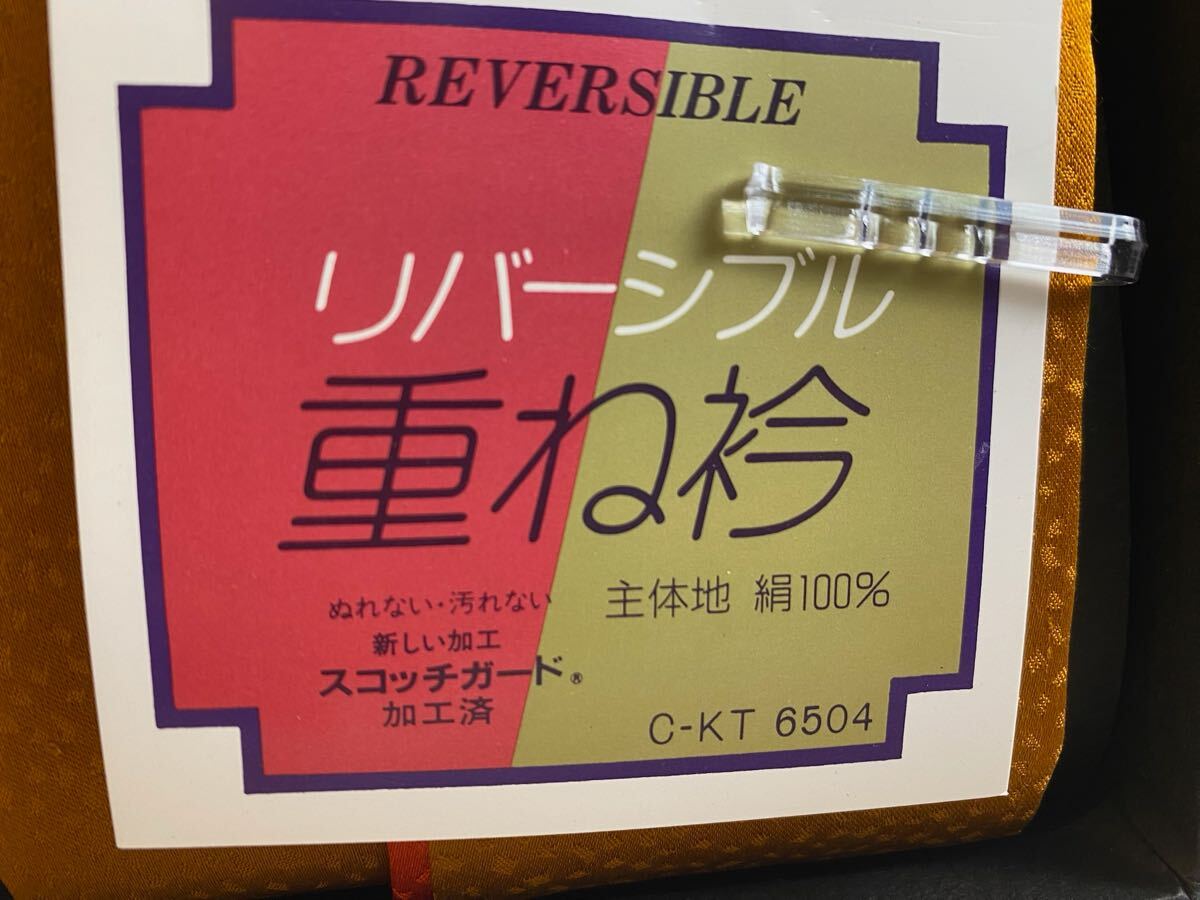 REVERSIBLE
リバーシブル
重ね衿
ぬれない・汚れない
新しい加工
スコッチガード®
加工済
主体地 絹100%
C-KT 6504